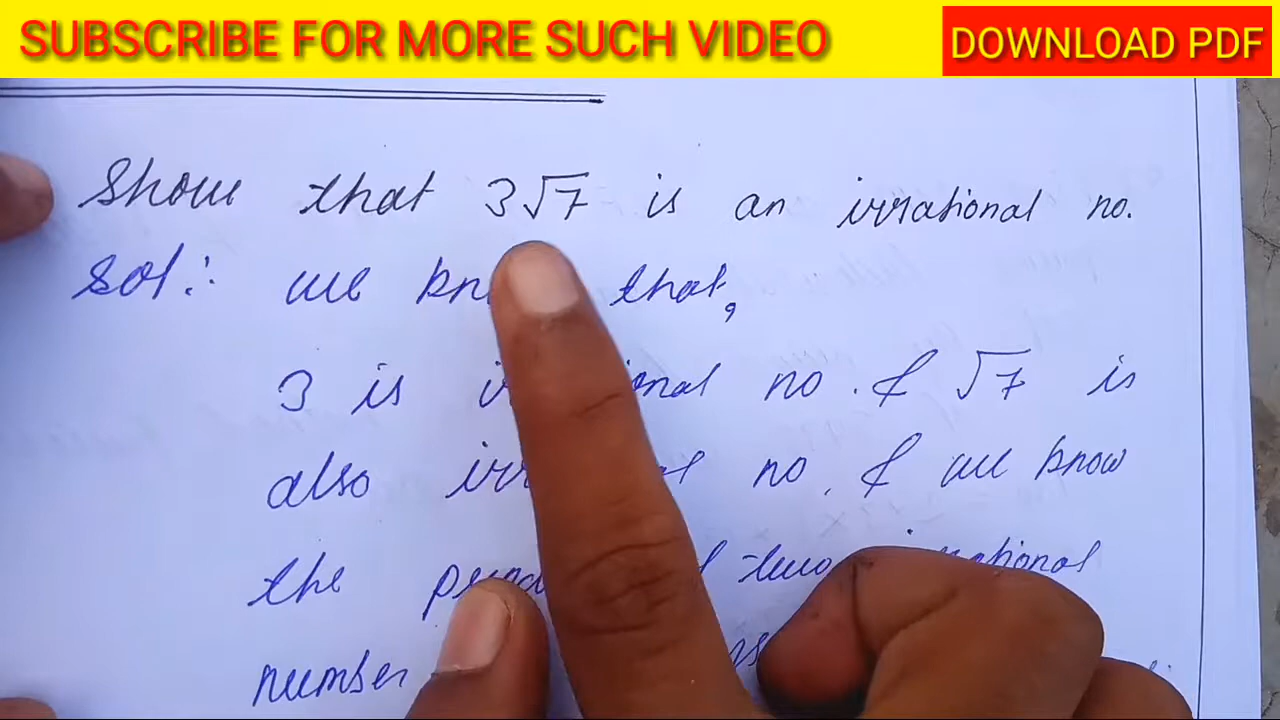 SUBSCRIBE FOR MORE SUCH VIDEO
DOWNLOAD PDF
Show that 3√7 is an irrational no.
Sol∴ we that,
3 is no. & √7 is
also no. & we know
the two
number